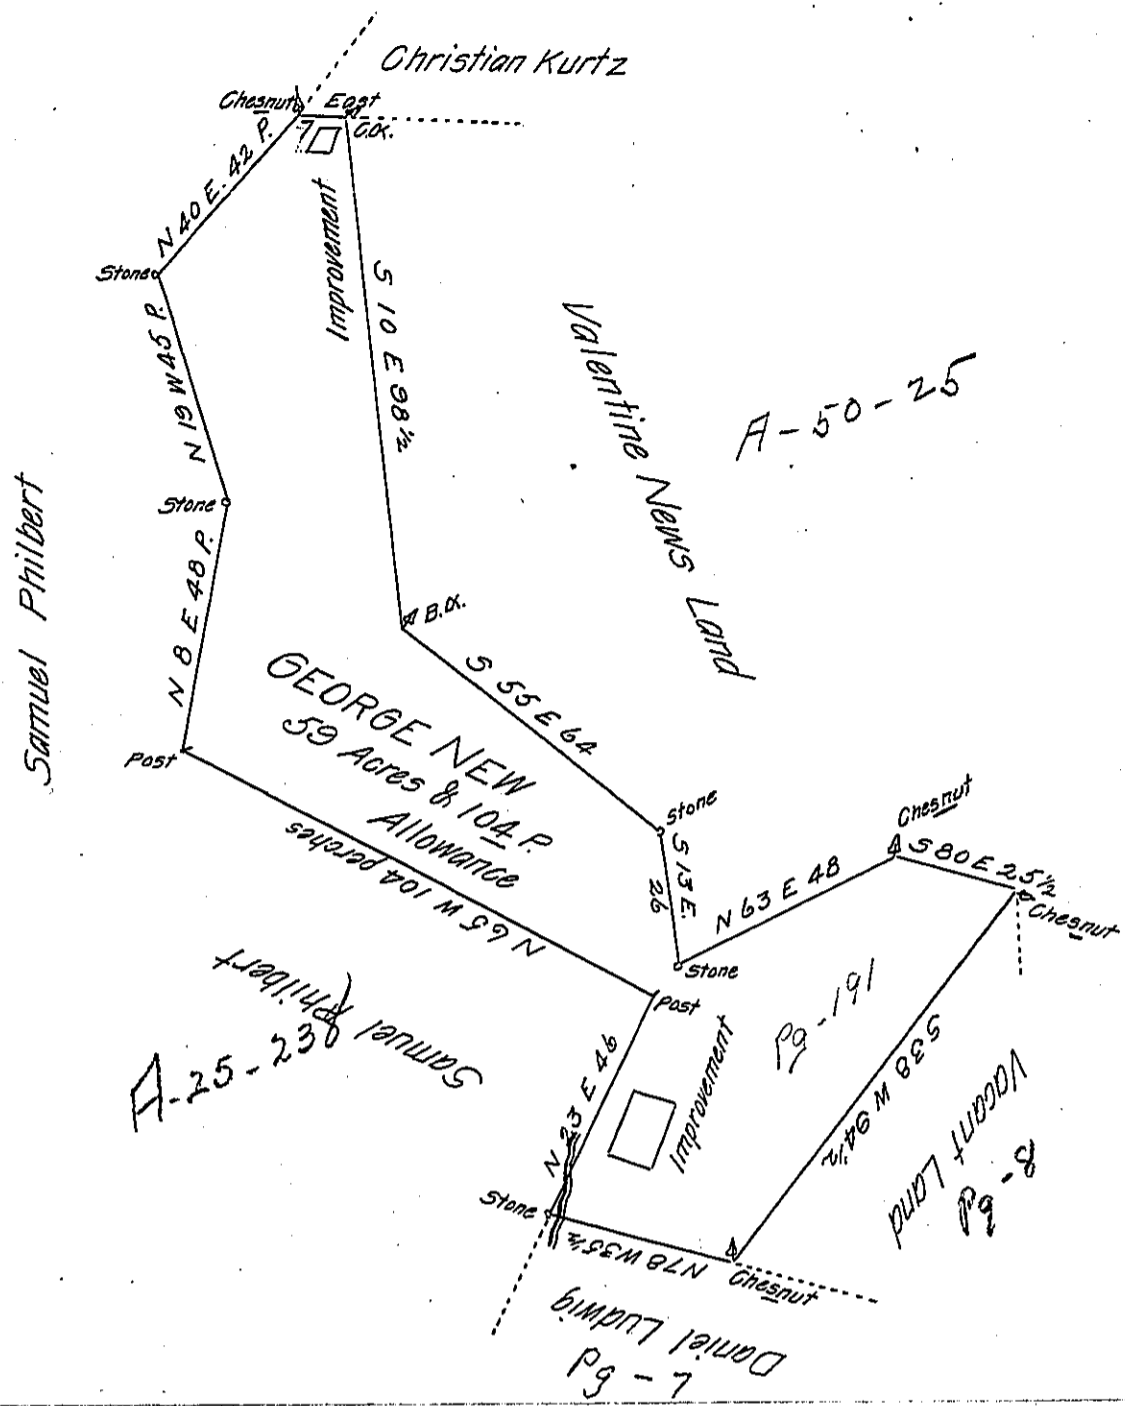 Christian Kurtz
Chesnut
East
7
C.O.
N 40 E. 42 P.
Improvement
Stone
S 10 E 98½
N 19 W 45 P.
Valentine News Land
A-50-25
Stone
Samuel Philbert
N 8 E 48 P.
B.O.
S 55 E 64
Post
GEORGE NEW
59 Acres & 104 P.
Allowance
Stone
Chesnut
S 80 E 25½
Chesnut
S 13 E.
26
N 63 E 48
N 65 W 104 perches
Stone
Post
Pg-191
Samuel Philbert
A-25-238
N 23 E 46
Improvement
S 38 W 94½
Vacant Land
Pg-8
Stone
N 78 W 35½
Chesnut
Daniel Ludwig
Pg-7